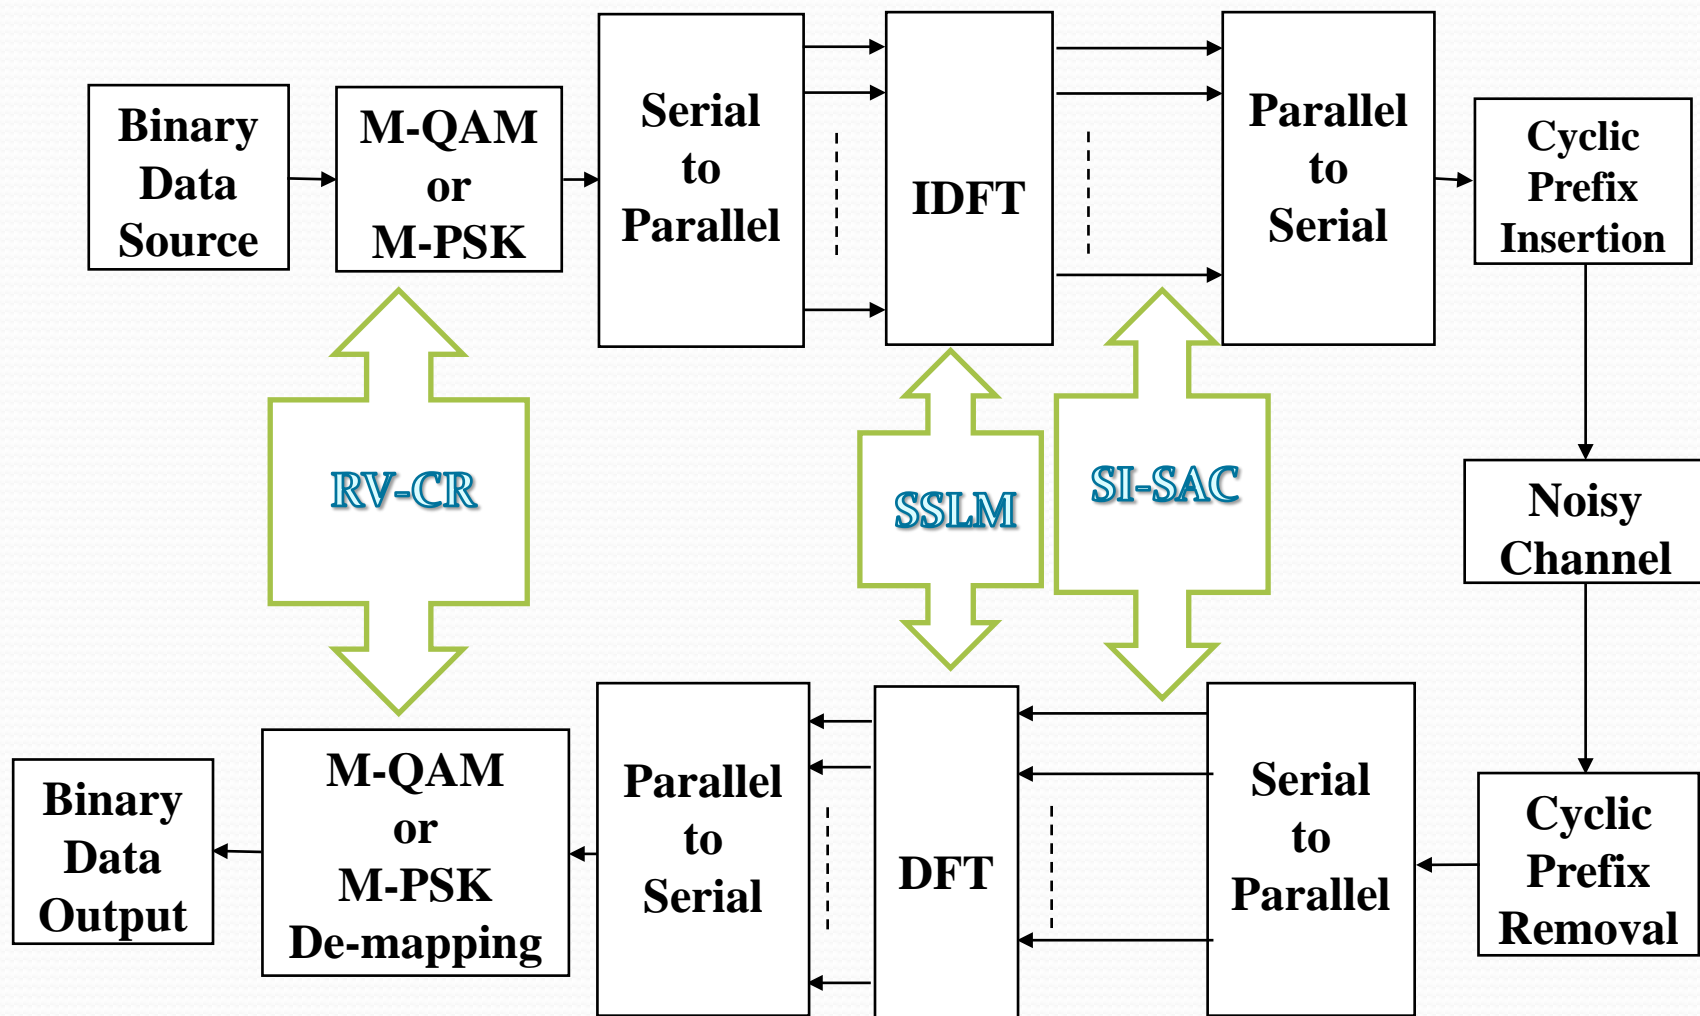 Binary
Data
Source
M-QAM
or
M-PSK
Serial
to
Parallel
IDFT
Parallel
to
Serial
Cyclic
Prefix
Insertion
RV-CR
SSLM
SI-SAC
Noisy
Channel
Binary
Data
Output
M-QAM
or
M-PSK
De-mapping
Parallel
to
Serial
DFT
Serial
to
Parallel
Cyclic
Prefix
Removal